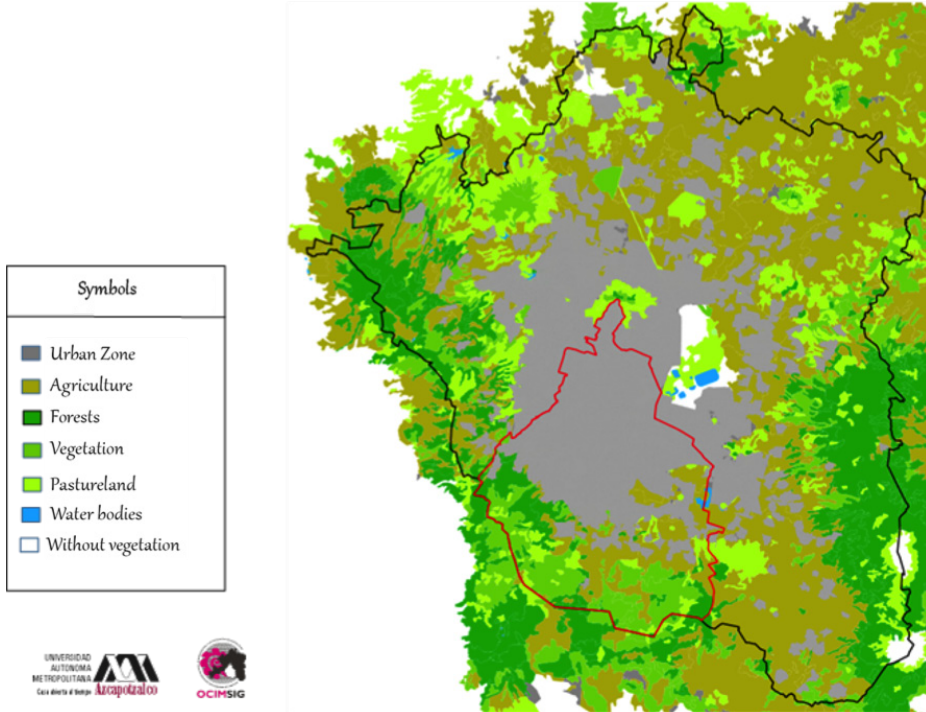 Symbols
Urban Zone
Agriculture
Forests
Vegetation
Pastureland
Water bodies
Without vegetation
UNIVERSIDAD
AUTONOMA
METROPOLITANA
Casa abierta al tiempo Azcapotzalco
OCIMSIG